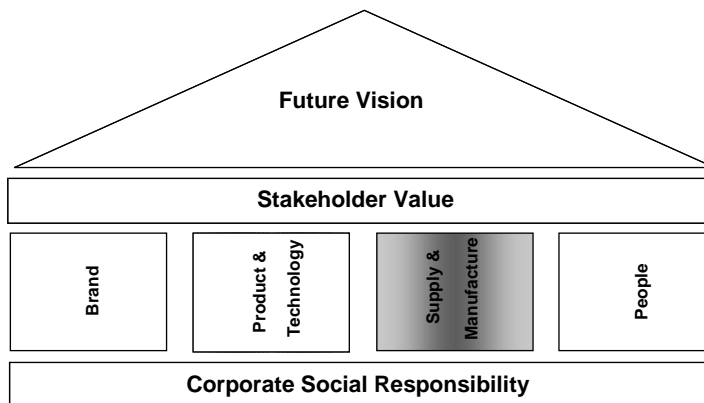 Future Vision
Stakeholder Value
Brand
Product &
Technology
Supply &
Manufacture
People
Corporate Social Responsibility